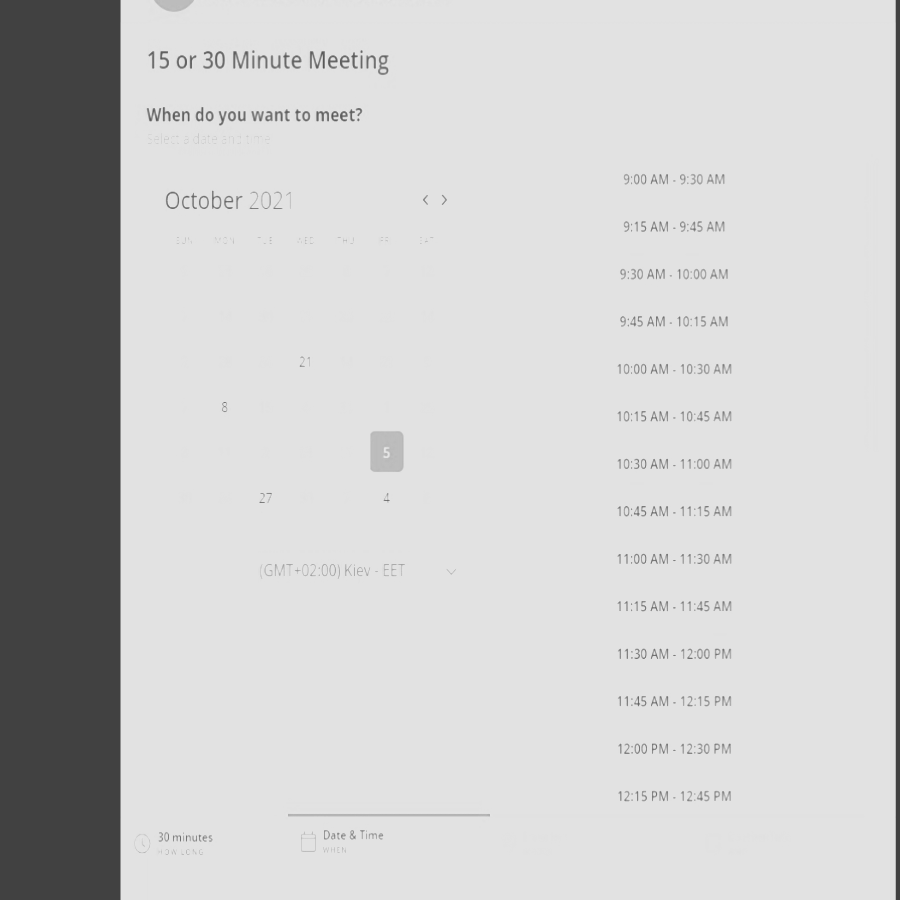 15 or 30 Minute Meeting
When do you want to meet?
Select a date and time
October 2021
SUN MON TUE WED THU FRI SAT
21
8
5
27 4
(GMT+02:00) Kiev - EET
9:00 AM - 9:30 AM
9:15 AM - 9:45 AM
9:30 AM - 10:00 AM
9:45 AM - 10:15 AM
10:00 AM - 10:30 AM
10:15 AM - 10:45 AM
10:30 AM - 11:00 AM
10:45 AM - 11:15 AM
11:00 AM - 11:30 AM
11:15 AM - 11:45 AM
11:30 AM - 12:00 PM
11:45 AM - 12:15 PM
12:00 PM - 12:30 PM
12:15 PM - 12:45 PM
30 minutes
HOW LONG
Date & Time
WHEN